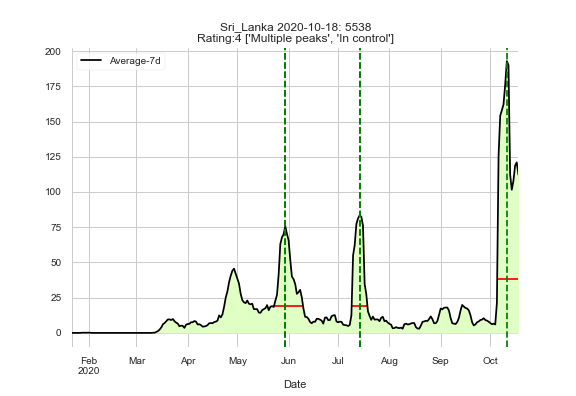 Sri_Lanka 2020-10-18: 5538
Rating:4 ['Multiple peaks', 'In control']
Average-7d
200
175
150
125
100
75
50
25
0
Feb
2020
Mar
Apr
May
Jun
Jul
Aug
Sep
Oct
Date